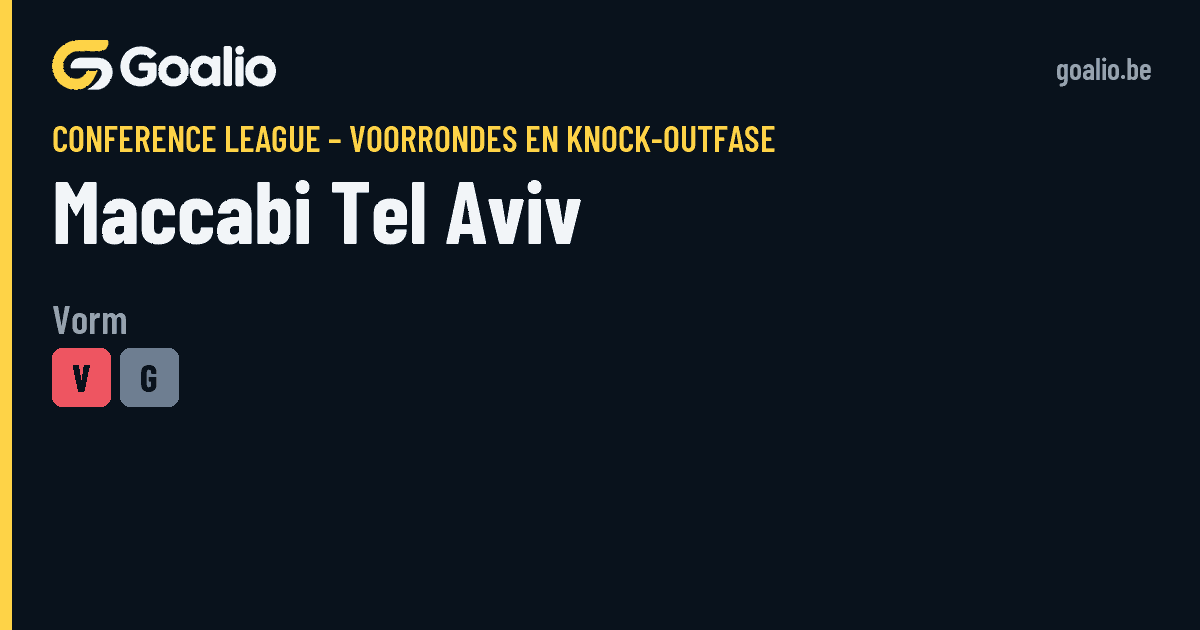 Goalio
goalio.be
CONFERENCE LEAGUE – VOORRONDES EN KNOCK-OUTFASE
Maccabi Tel Aviv
Vorm
V G